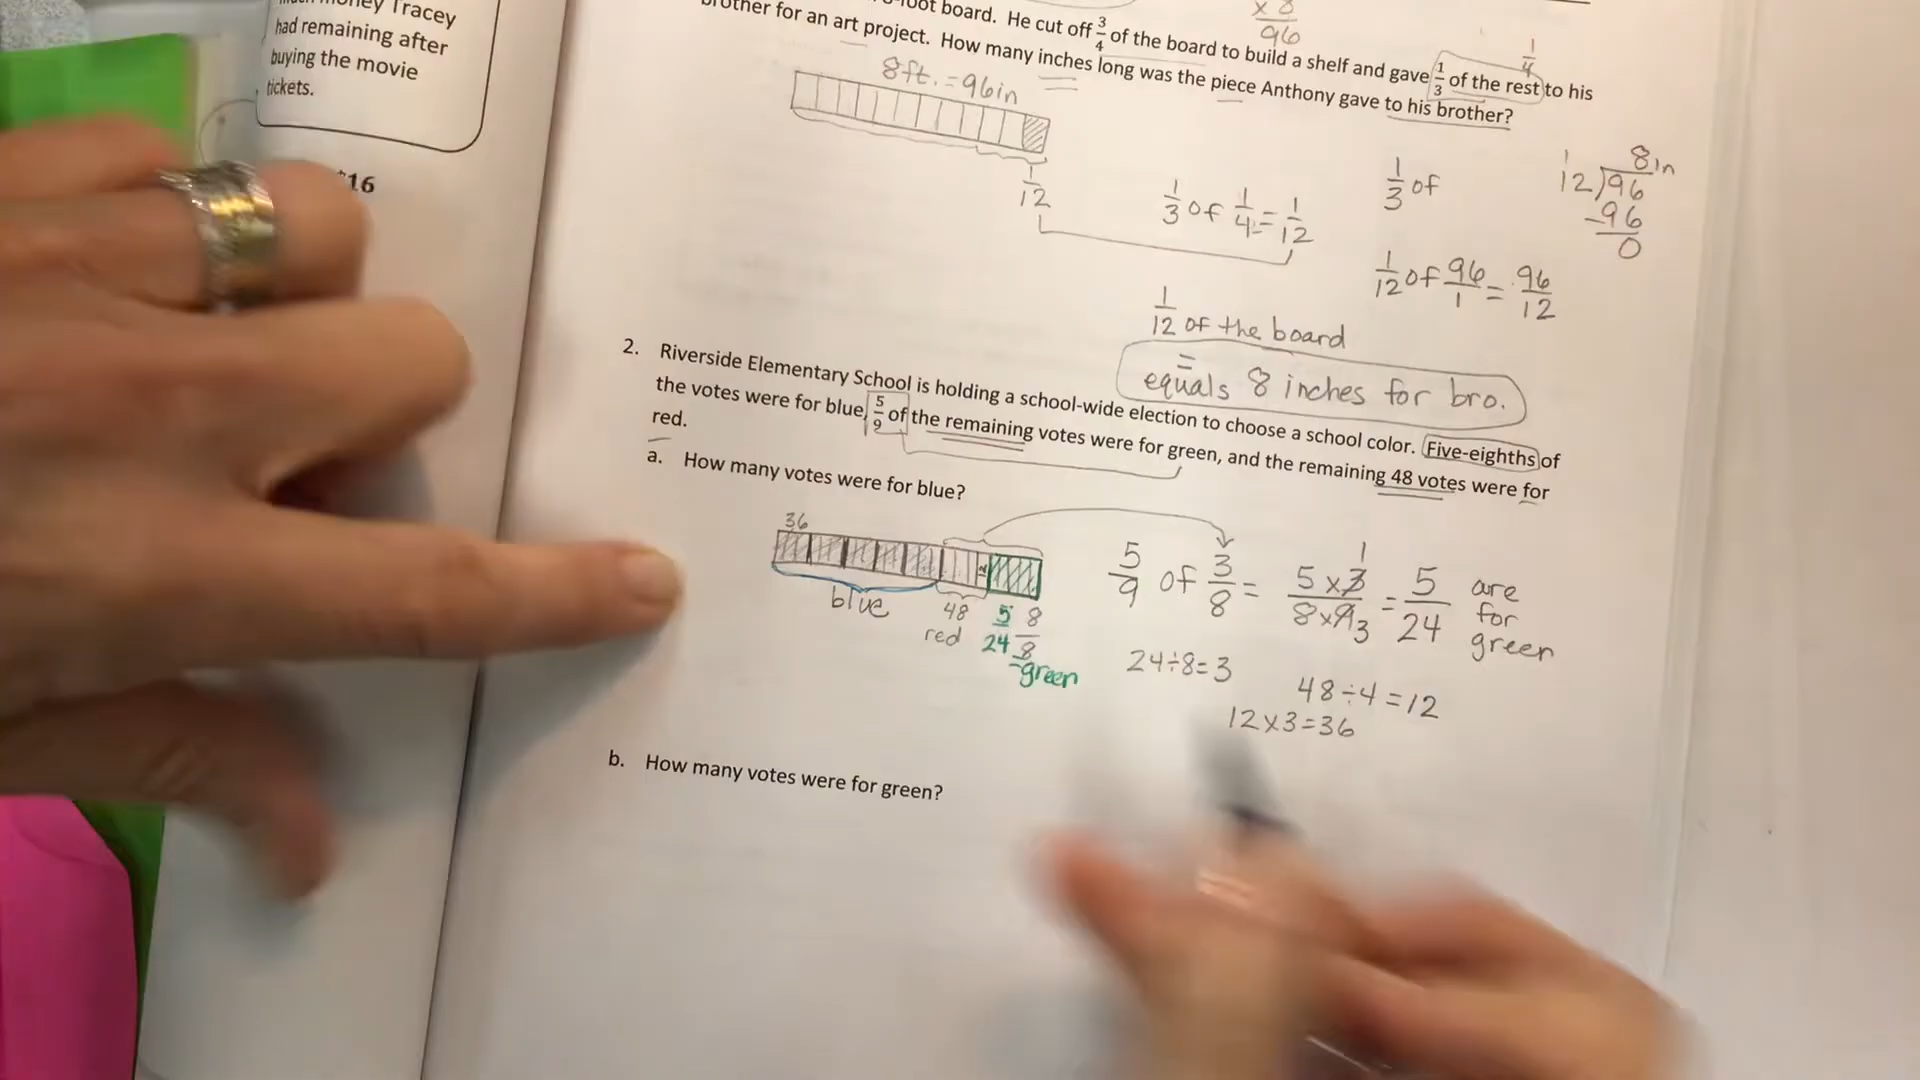 Tracey
had remaining after
buying the movie
tickets.
16
board. He cut off 3/4 of the board to build a shelf and gave 1/3 of the rest to his
brother for an art project. How many inches long was the piece Anthony gave to his brother?
x 8
96
1/4
8ft. = 96in
1/12
1/3 of 1/4 = 1/12
1/3 of
8in
12)96
-96
0
1/12 of 96/1 = 96/12
1/12 of the board
=
equals 8 inches for bro.
2. Riverside Elementary School is holding a school-wide election to choose a school color. Five-eighths of
the votes were for blue, 5/9 of the remaining votes were for green, and the remaining 48 votes were for
red.
a. How many votes were for blue?
36
blue
48
red
5/24
8/8
green
5/9 of 3/8 = 5x3/8x9 = 5/24 are for green
1
3
24÷8=3
48÷4=12
12x3=36
b. How many votes were for green?